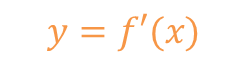 y = f′(x)